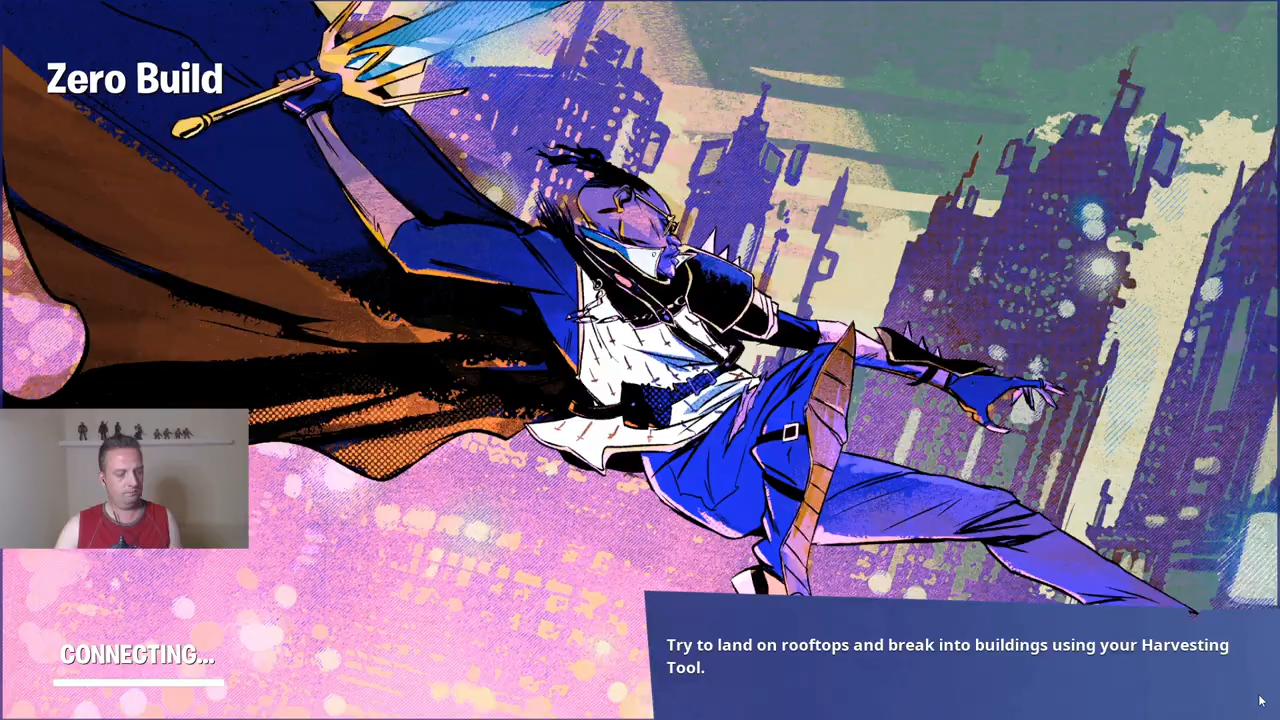 Zero Build
CONNECTING...
Try to land on rooftops and break into buildings using your Harvesting
Tool.